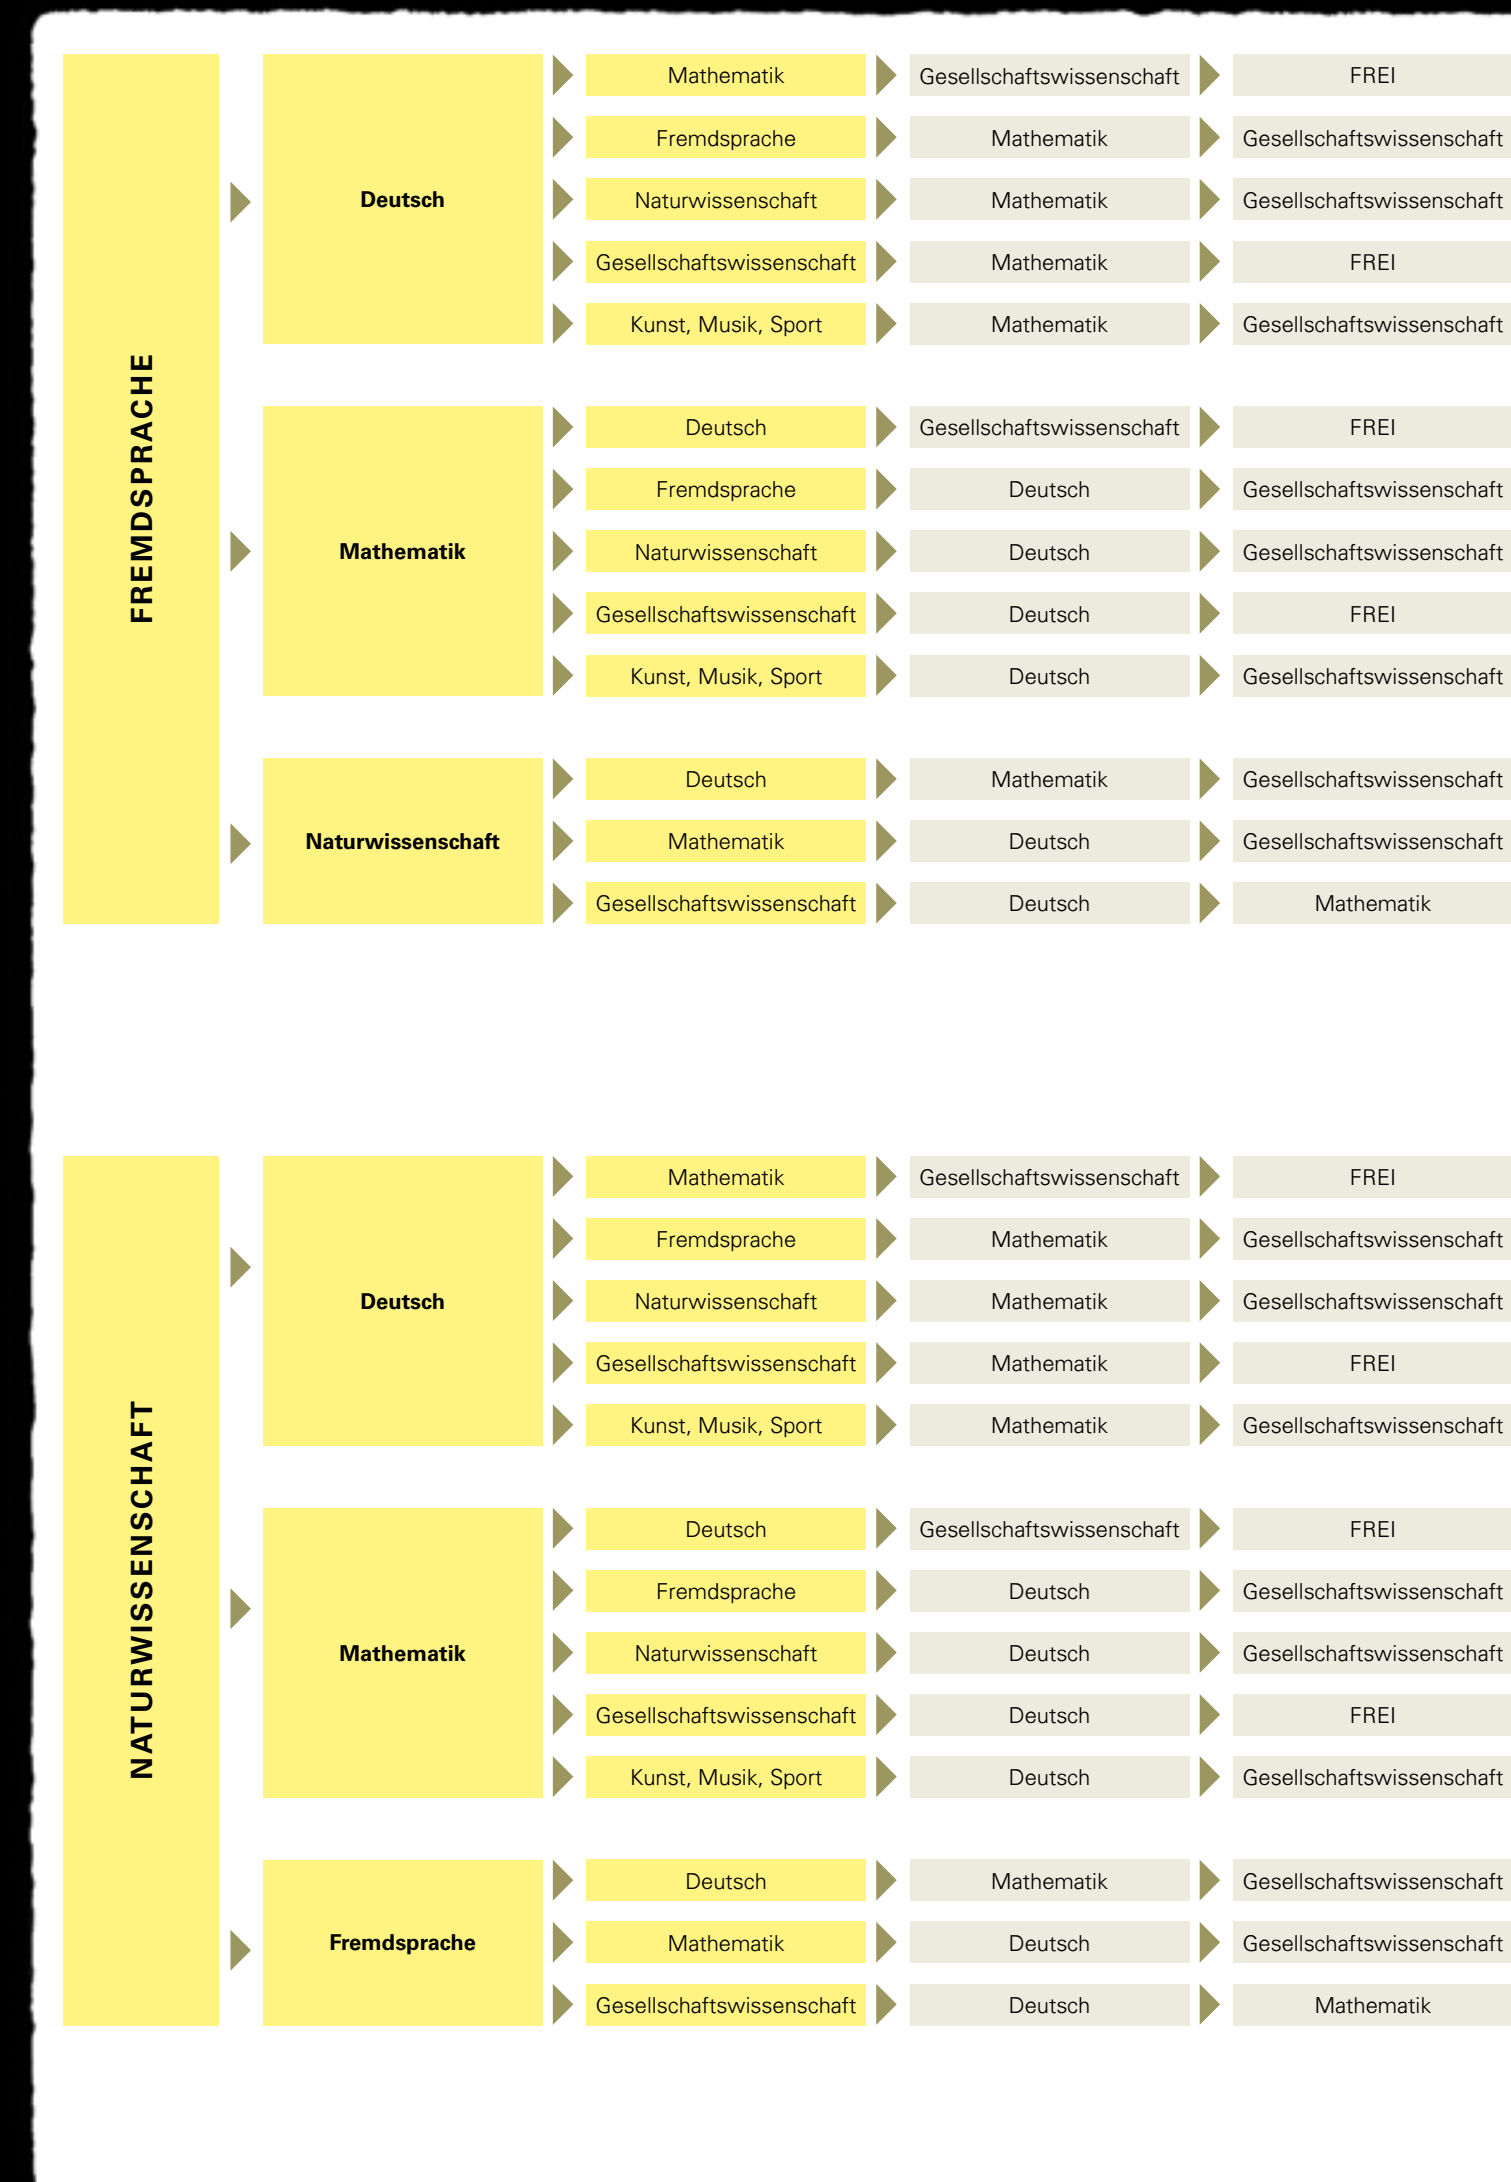 FREMDSPRACHE
Deutsch
Mathematik Gesellschaftswissenschaft FREI
Fremdsprache Mathematik Gesellschaftswissenschaft
Naturwissenschaft Mathematik Gesellschaftswissenschaft
Gesellschaftswissenschaft Mathematik FREI
Kunst, Musik, Sport Mathematik Gesellschaftswissenschaft
Mathematik
Deutsch Gesellschaftswissenschaft FREI
Fremdsprache Deutsch Gesellschaftswissenschaft
Naturwissenschaft Deutsch Gesellschaftswissenschaft
Gesellschaftswissenschaft Deutsch FREI
Kunst, Musik, Sport Deutsch Gesellschaftswissenschaft
Naturwissenschaft
Deutsch Mathematik Gesellschaftswissenschaft
Mathematik Deutsch Gesellschaftswissenschaft
Gesellschaftswissenschaft Deutsch Mathematik
NATURWISSENSCHAFT
Deutsch
Mathematik Gesellschaftswissenschaft FREI
Fremdsprache Mathematik Gesellschaftswissenschaft
Naturwissenschaft Mathematik Gesellschaftswissenschaft
Gesellschaftswissenschaft Mathematik FREI
Kunst, Musik, Sport Mathematik Gesellschaftswissenschaft
Mathematik
Deutsch Gesellschaftswissenschaft FREI
Fremdsprache Deutsch Gesellschaftswissenschaft
Naturwissenschaft Deutsch Gesellschaftswissenschaft
Gesellschaftswissenschaft Deutsch FREI
Kunst, Musik, Sport Deutsch Gesellschaftswissenschaft
Fremdsprache
Deutsch Mathematik Gesellschaftswissenschaft
Mathematik Deutsch Gesellschaftswissenschaft
Gesellschaftswissenschaft Deutsch Mathematik